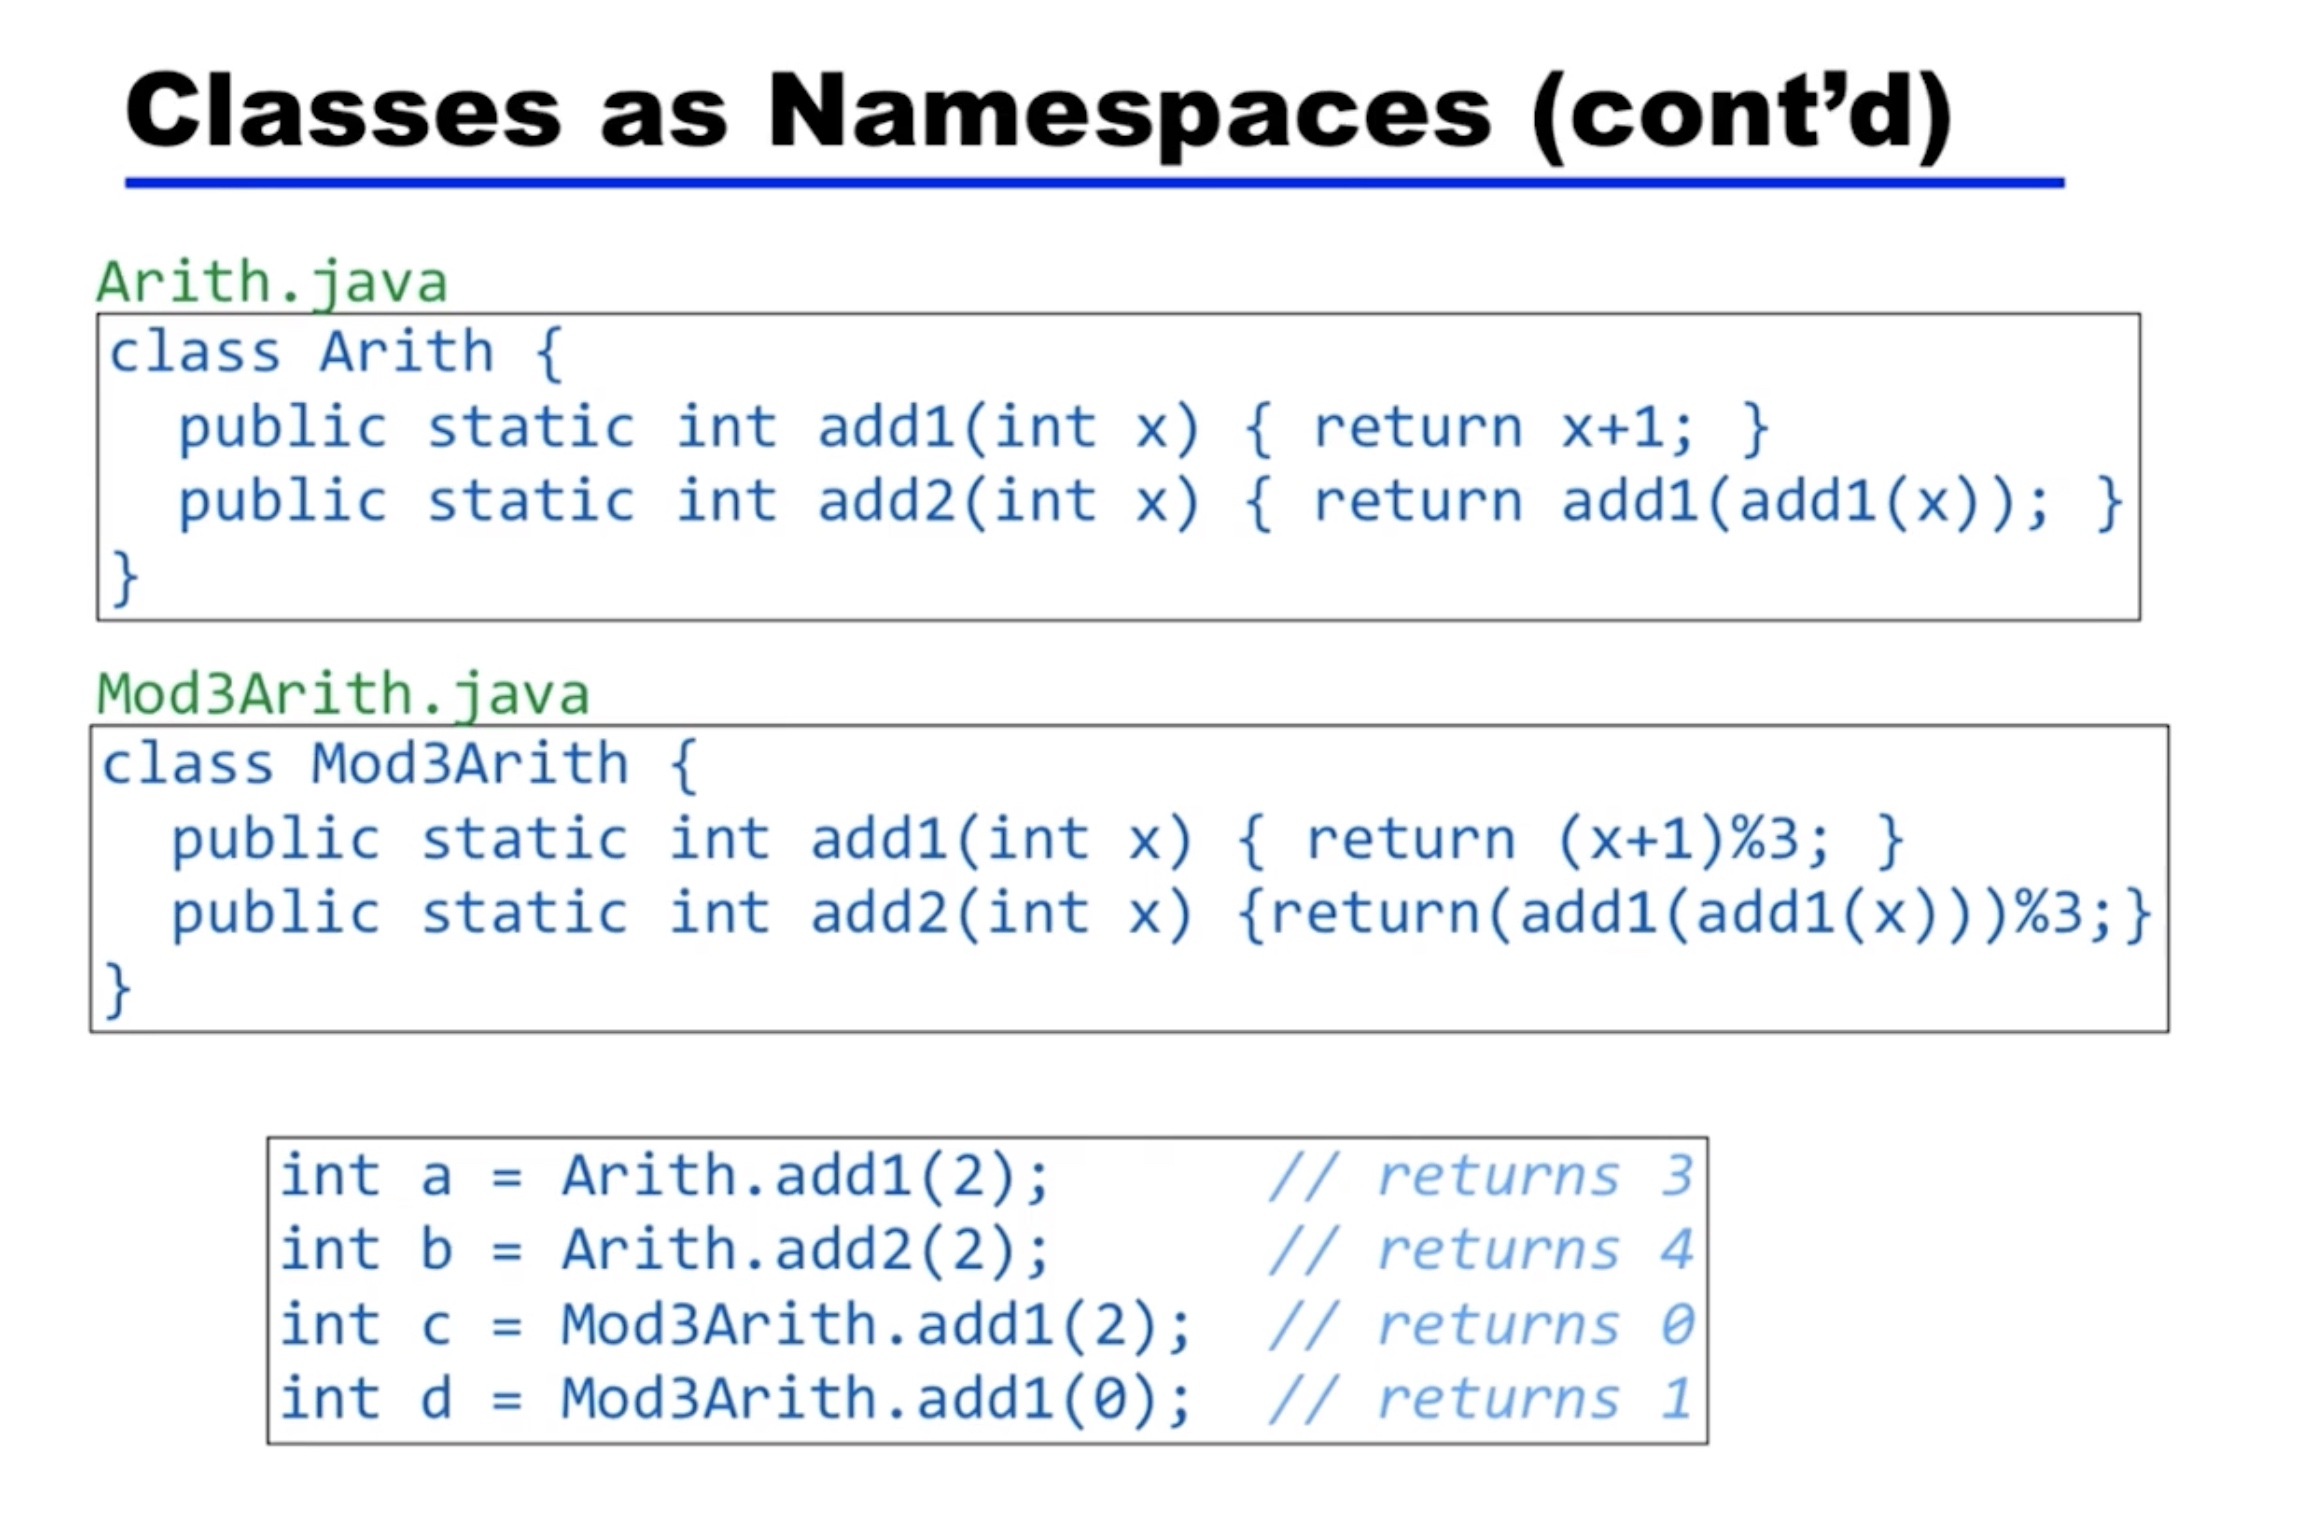 Classes as Namespaces (cont’d)
Arith.java
class Arith {
  public static int add1(int x) { return x+1; }
  public static int add2(int x) { return add1(add1(x)); }
}
Mod3Arith.java
class Mod3Arith {
  public static int add1(int x) { return (x+1)%3; }
  public static int add2(int x) {return(add1(add1(x)))%3;}
}
int a = Arith.add1(2);      // returns 3
int b = Arith.add2(2);      // returns 4
int c = Mod3Arith.add1(2);  // returns 0
int d = Mod3Arith.add1(0);  // returns 1